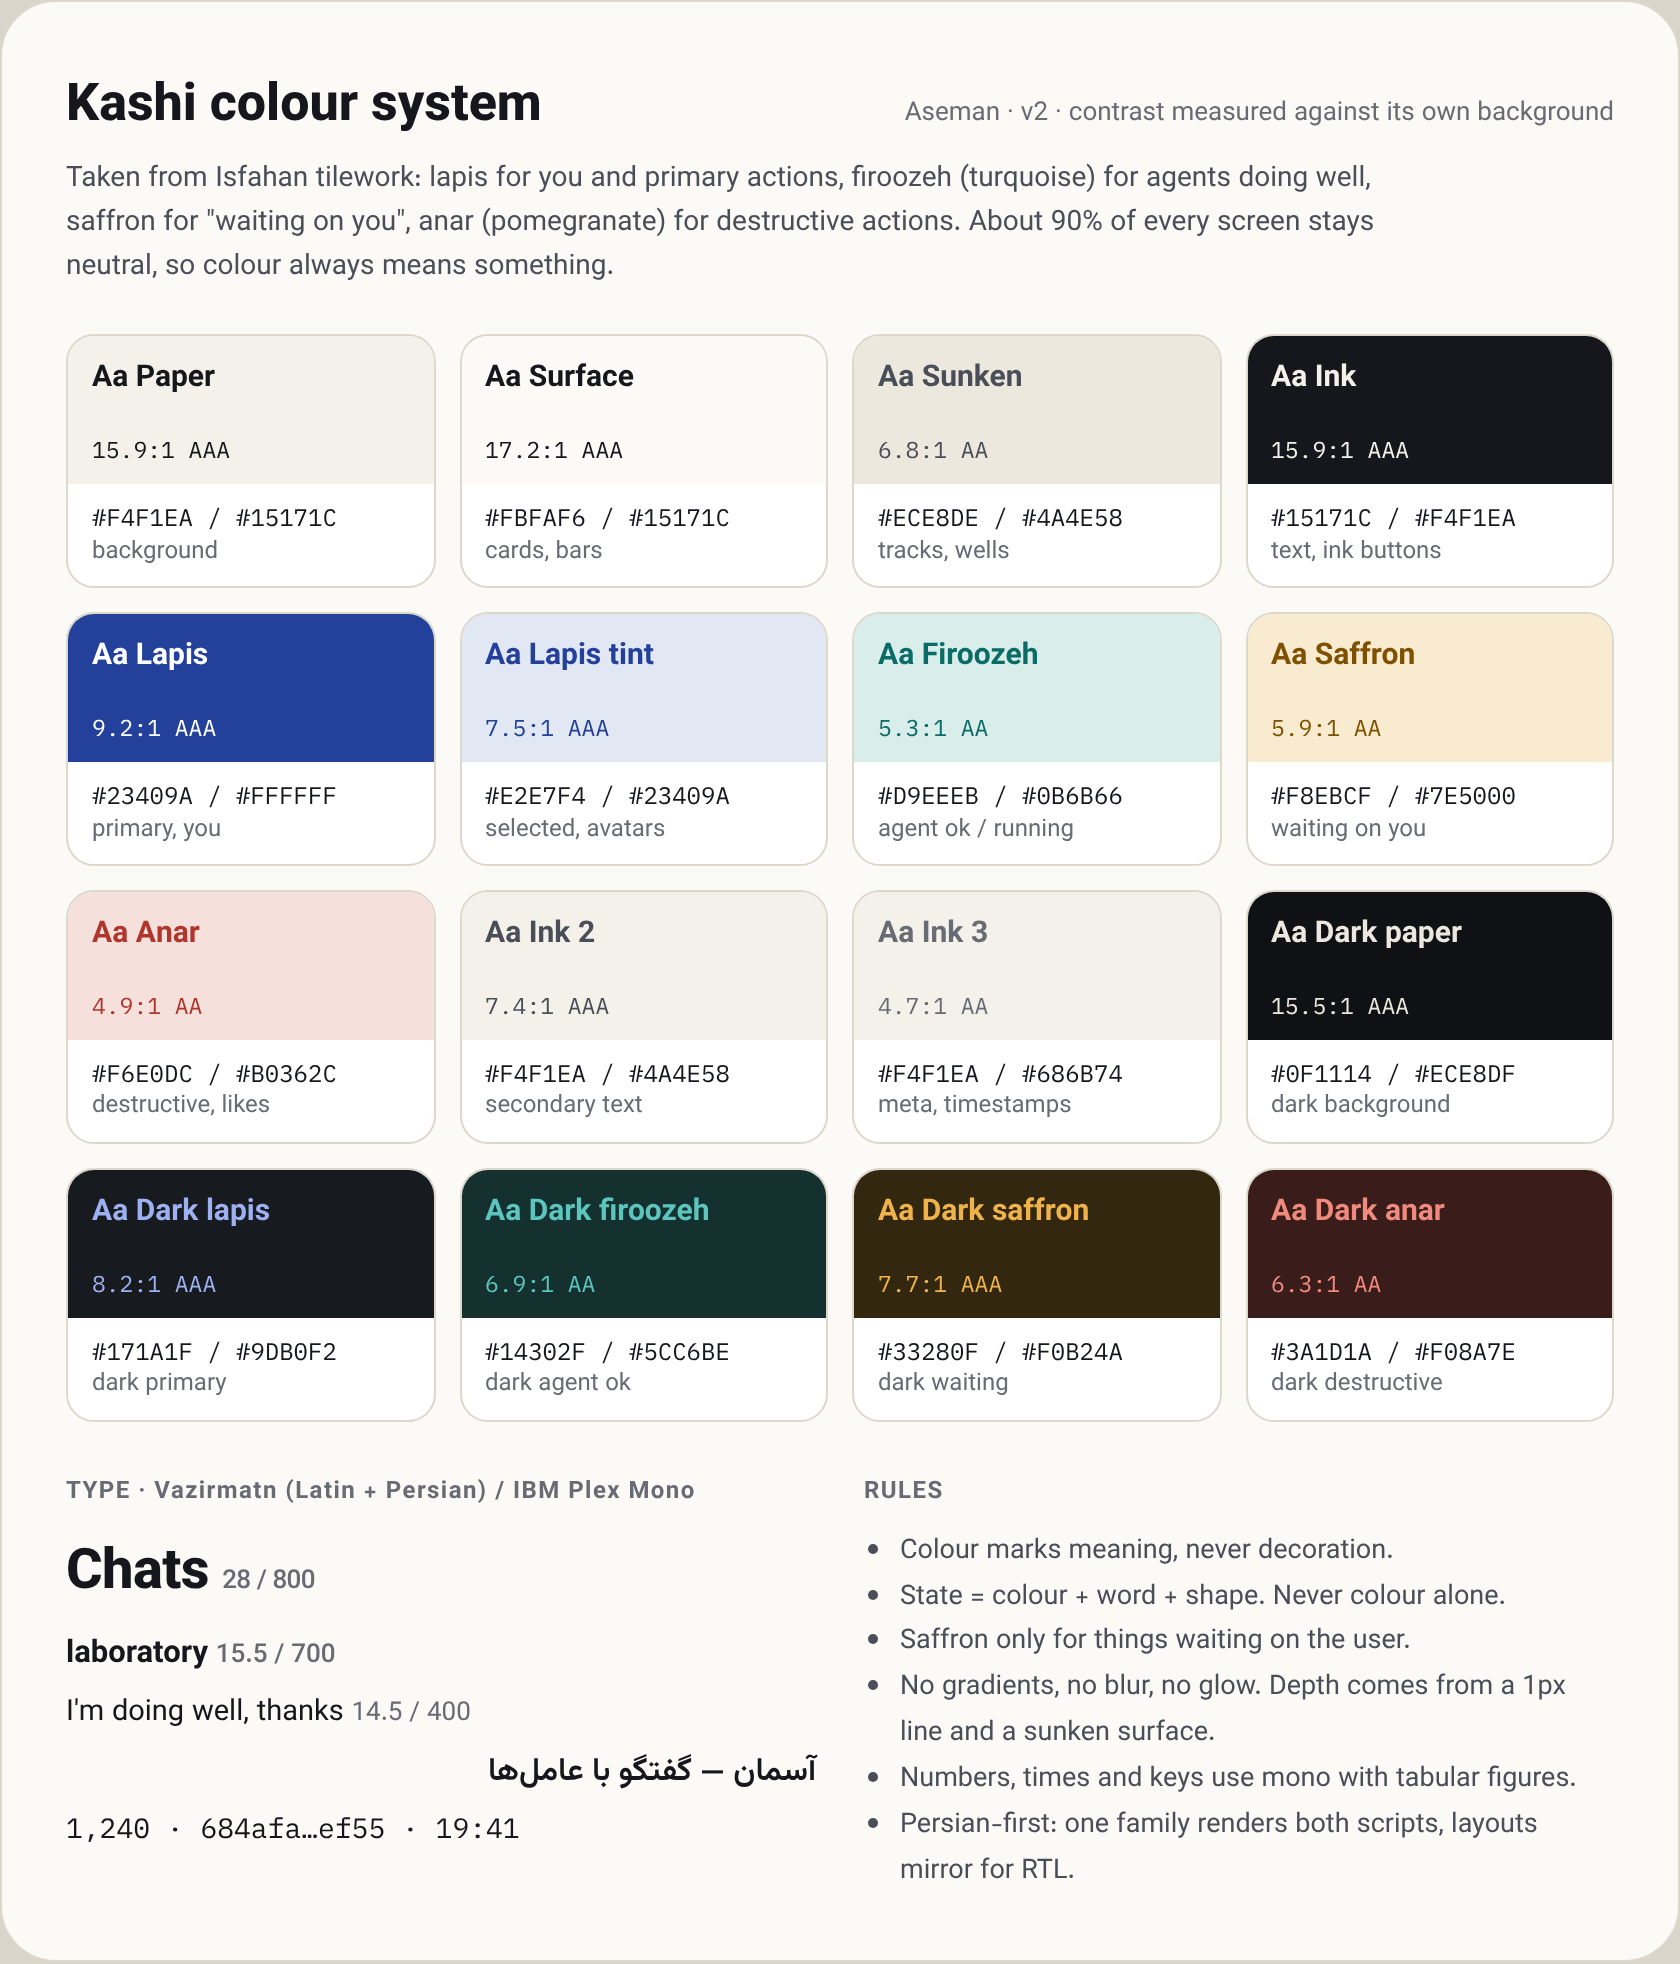 Kashi colour system
Aseman · v2 · contrast measured against its own background
Taken from Isfahan tilework: lapis for you and primary actions, firoozeh (turquoise) for agents doing well,
saffron for "waiting on you", anar (pomegranate) for destructive actions. About 90% of every screen stays
neutral, so colour always means something.
Aa Paper
15.9:1 AAA
#F4F1EA / #15171C
background
Aa Surface
17.2:1 AAA
#FBFAF6 / #15171C
cards, bars
Aa Sunken
6.8:1 AA
#ECE8DE / #4A4E58
tracks, wells
Aa Ink
15.9:1 AAA
#15171C / #F4F1EA
text, ink buttons
Aa Lapis
9.2:1 AAA
#23409A / #FFFFFF
primary, you
Aa Lapis tint
7.5:1 AAA
#E2E7F4 / #23409A
selected, avatars
Aa Firoozeh
5.3:1 AA
#D9EEEB / #0B6B66
agent ok / running
Aa Saffron
5.9:1 AA
#F8EBCF / #7E5000
waiting on you
Aa Anar
4.9:1 AA
#F6E0DC / #B0362C
destructive, likes
Aa Ink 2
7.4:1 AAA
#F4F1EA / #4A4E58
secondary text
Aa Ink 3
4.7:1 AA
#F4F1EA / #686B74
meta, timestamps
Aa Dark paper
15.5:1 AAA
#0F1114 / #ECE8DF
dark background
Aa Dark lapis
8.2:1 AAA
#171A1F / #9DB0F2
dark primary
Aa Dark firoozeh
6.9:1 AA
#14302F / #5CC6BE
dark agent ok
Aa Dark saffron
7.7:1 AAA
#33280F / #F0B24A
dark waiting
Aa Dark anar
6.3:1 AA
#3A1D1A / #F08A7E
dark destructive
TYPE · Vazirmatn (Latin + Persian) / IBM Plex Mono
Chats 28 / 800
laboratory 15.5 / 700
I'm doing well, thanks 14.5 / 400
آسمان — گفتگو با عامل‌ها
1,240 · 684afa…ef55 · 19:41
RULES
• Colour marks meaning, never decoration.
• State = colour + word + shape. Never colour alone.
• Saffron only for things waiting on the user.
• No gradients, no blur, no glow. Depth comes from a 1px
line and a sunken surface.
• Numbers, times and keys use mono with tabular figures.
• Persian-first: one family renders both scripts, layouts
mirror for RTL.